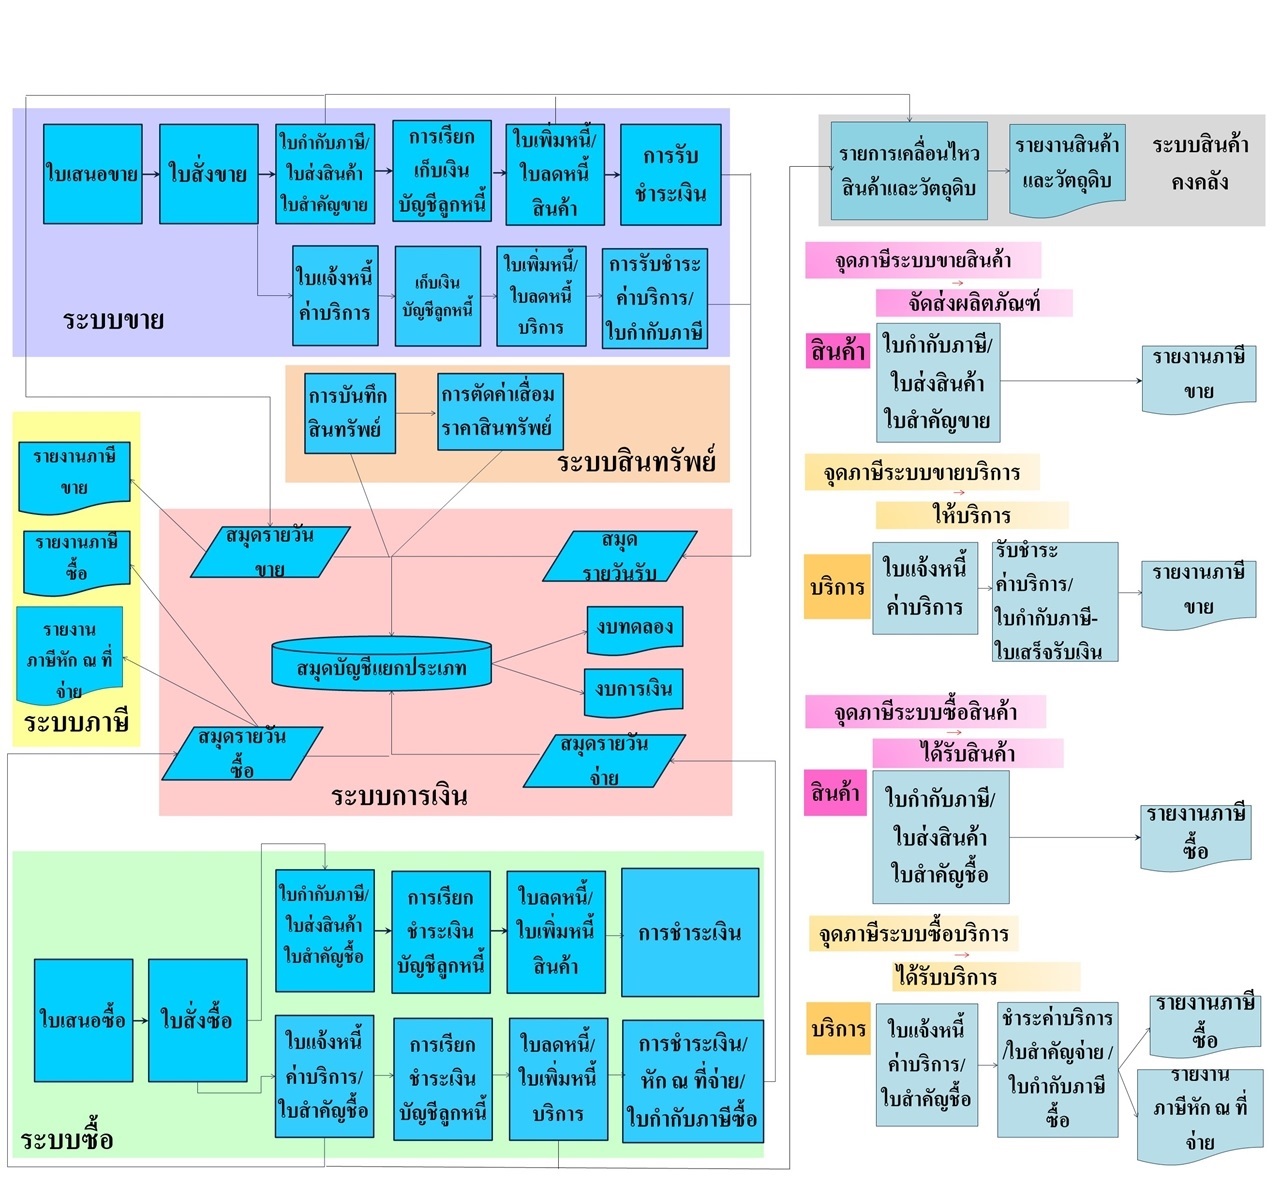 ใบเสนอขาย
ใบสั่งขาย
ใบกำกับภาษี/
ใบส่งสินค้า
ใบสำคัญขาย
การเรียก
เก็บเงิน
บัญชีลูกหนี้
ใบเพิ่มหนี้/
ใบลดหนี้
สินค้า
การรับ
ชำระเงิน
ใบแจ้งหนี้
ค่าบริการ
เก็บเงิน
บัญชีลูกหนี้
ใบเพิ่มหนี้/
ใบลดหนี้
บริการ
การรับชำระ
ค่าบริการ/
ใบกำกับภาษี
ระบบขาย
การบันทึก
สินทรัพย์
การตัดค่าเสื่อม
ราคาสินทรัพย์
ระบบสินทรัพย์
รายงานภาษี
ขาย
รายงานภาษี
ซื้อ
รายงาน
ภาษีหัก ณ ที่
จ่าย
ระบบภาษี
สมุดรายวัน
ขาย
สมุด
รายวันรับ
สมุดบัญชีแยกประเภท
งบทดลอง
งบการเงิน
สมุดรายวัน
ซื้อ
สมุดรายวัน
จ่าย
ระบบการเงิน
ใบเสนอซื้อ
ใบสั่งซื้อ
ใบกำกับภาษี/
ใบส่งสินค้า
ใบสำคัญซื้อ
การเรียก
ชำระเงิน
บัญชีลูกหนี้
ใบลดหนี้/
ใบเพิ่มหนี้
สินค้า
การชำระเงิน
ใบแจ้งหนี้
ค่าบริการ/
ใบสำคัญซื้อ
การเรียก
ชำระเงิน
บัญชีลูกหนี้
ใบลดหนี้/
ใบเพิ่มหนี้
บริการ
การชำระเงิน/
หัก ณ ที่จ่าย/
ใบกำกับภาษีซื้อ
ระบบซื้อ
รายการเคลื่อนไหว
สินค้าและวัตถุดิบ
รายงานสินค้า
และวัตถุดิบ
ระบบสินค้า
คงคลัง
จุดภาษีระบบขายสินค้า
จัดส่งผลิตภัณฑ์
สินค้า
ใบกำกับภาษี/
ใบส่งสินค้า
ใบสำคัญขาย
รายงานภาษี
ขาย
จุดภาษีระบบขายบริการ
ให้บริการ
บริการ
ใบแจ้งหนี้
ค่าบริการ
รับชำระ
ค่าบริการ/
ใบกำกับภาษี-
ใบเสร็จรับเงิน
รายงานภาษี
ขาย
จุดภาษีระบบซื้อสินค้า
ได้รับสินค้า
สินค้า
ใบกำกับภาษี/
ใบส่งสินค้า
ใบสำคัญซื้อ
รายงานภาษี
ซื้อ
จุดภาษีระบบซื้อบริการ
ได้รับบริการ
บริการ
ใบแจ้งหนี้
ค่าบริการ/
ใบสำคัญซื้อ
ชำระค่าบริการ
/ใบสำคัญจ่าย /
ใบกำกับภาษี
ซื้อ
รายงานภาษี
ซื้อ
รายงาน
ภาษีหัก ณ ที่
จ่าย